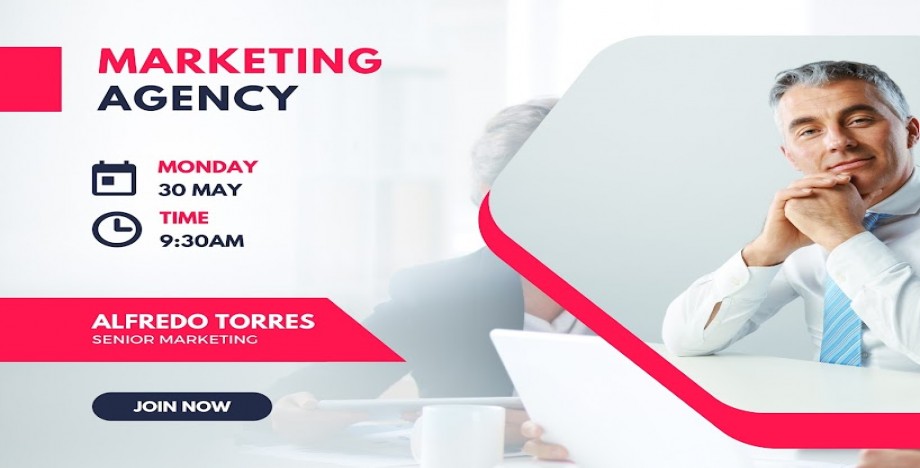 MARKETING
AGENCY
MONDAY
30 MAY
TIME
9:30AM
ALFREDO TORRES
SENIOR MARKETING
JOIN NOW